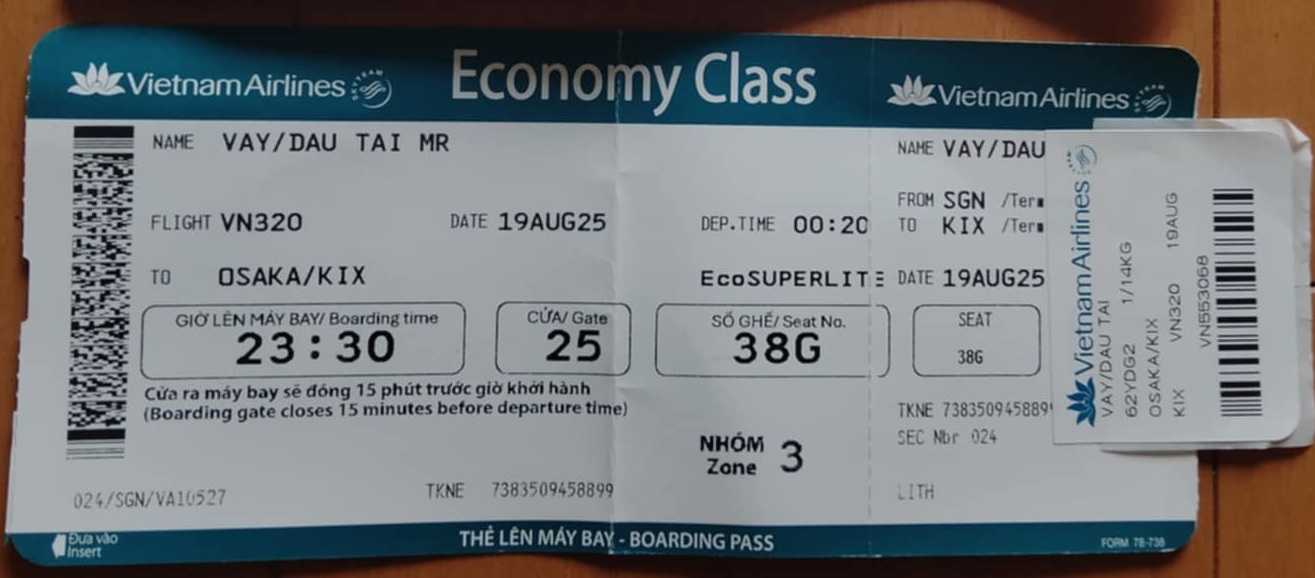 Vietnam Airlines SKYTEAM
Economy Class
Vietnam Airlines SKYTEAM
NAME VAY/DAU TAI MR
FLIGHT VN320 DATE 19AUG25 DEP.TIME 00:20
TO OSAKA/KIX EcoSUPERLITE
GIỜ LÊN MÁY BAY/ Boarding time
23:30
CỬA/ Gate
25
SỐ GHẾ/ Seat No.
38G
Cửa ra máy bay sẽ đóng 15 phút trước giờ khởi hành
(Boarding gate closes 15 minutes before departure time)
NHÓM
Zone 3
024/SGN/VA10527
TKNE 7383509458899
Đưa vào
Insert
THẺ LÊN MÁY BAY - BOARDING PASS
NAME VAY/DAU
FROM SGN /Term
TO KIX /Term
DATE 19AUG25
SEAT
38G
TKNE 738350945889
SEC Nbr 024
LITH
FORM 78-738
Vietnam Airlines
VAY/DAU TAI
62YDG2 1/14KG
OSAKA/KIX
KIX VN320 19AUG
VN553068